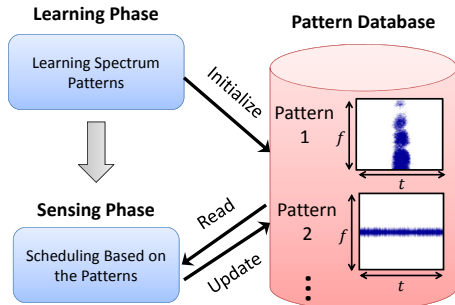 Learning Phase
Learning Spectrum
Patterns
Sensing Phase
Scheduling Based on
the Patterns
Initialize
Read
Update
Pattern Database
Pattern
1
f
t
Pattern
2
f
t